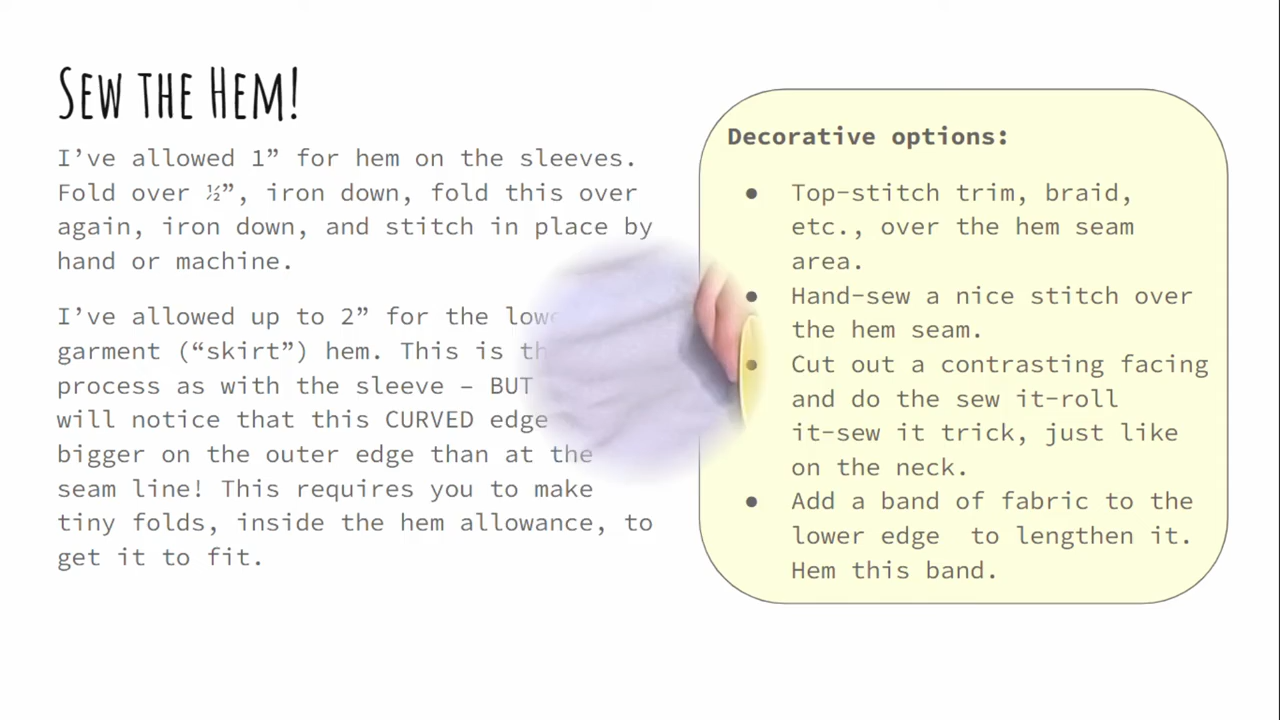 SEW THE HEM!
I’ve allowed 1” for hem on the sleeves.
Fold over ½”, iron down, fold this over
again, iron down, and stitch in place by
hand or machine.
I’ve allowed up to 2” for the
garment (“skirt”) hem. This is
process as with the sleeve – BUT
will notice that this CURVED edge
bigger on the outer edge than at the
seam line! This requires you to make
tiny folds, inside the hem allowance, to
get it to fit.
Decorative options:
● Top-stitch trim, braid,
etc., over the hem seam
area.
● Hand-sew a nice stitch over
the hem seam.
● Cut out a contrasting facing
and do the sew it-roll
it-sew it trick, just like
on the neck.
● Add a band of fabric to the
lower edge  to lengthen it.
Hem this band.